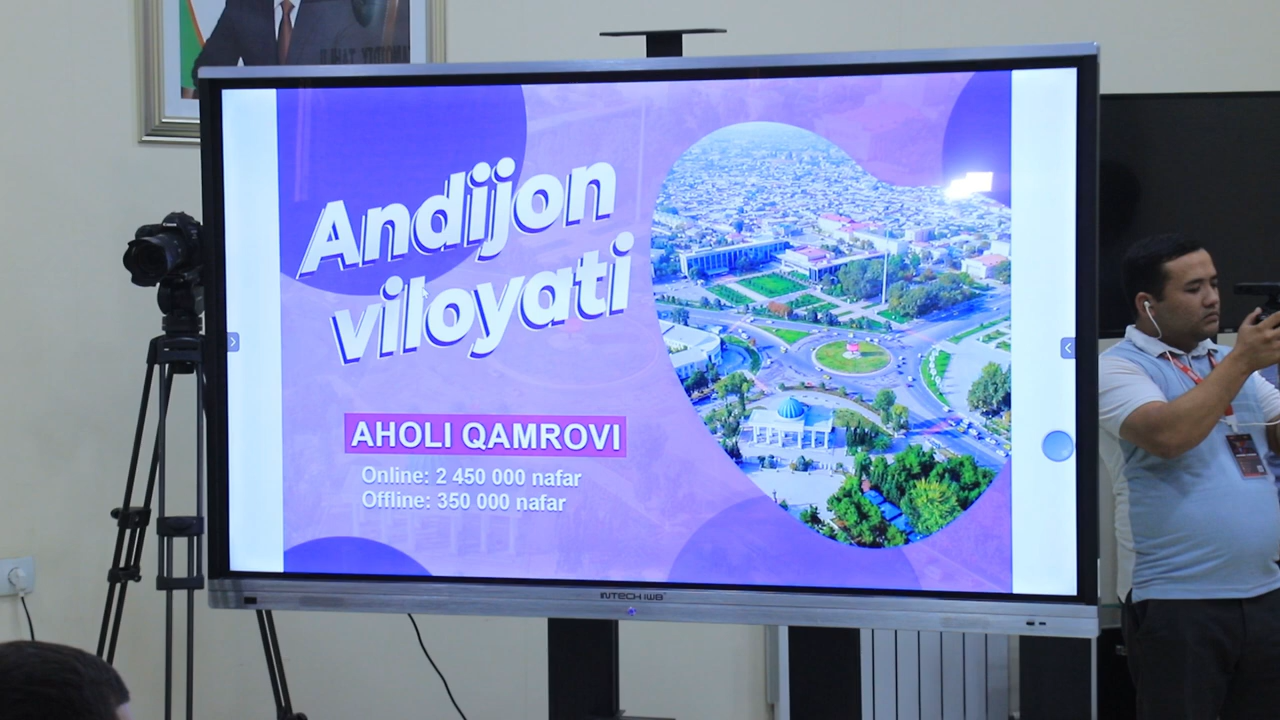 Andijon
viloyati
AHOLI QAMROVI
Online: 2 450 000 nafar
Offline: 350 000 nafar
INTECH IWB